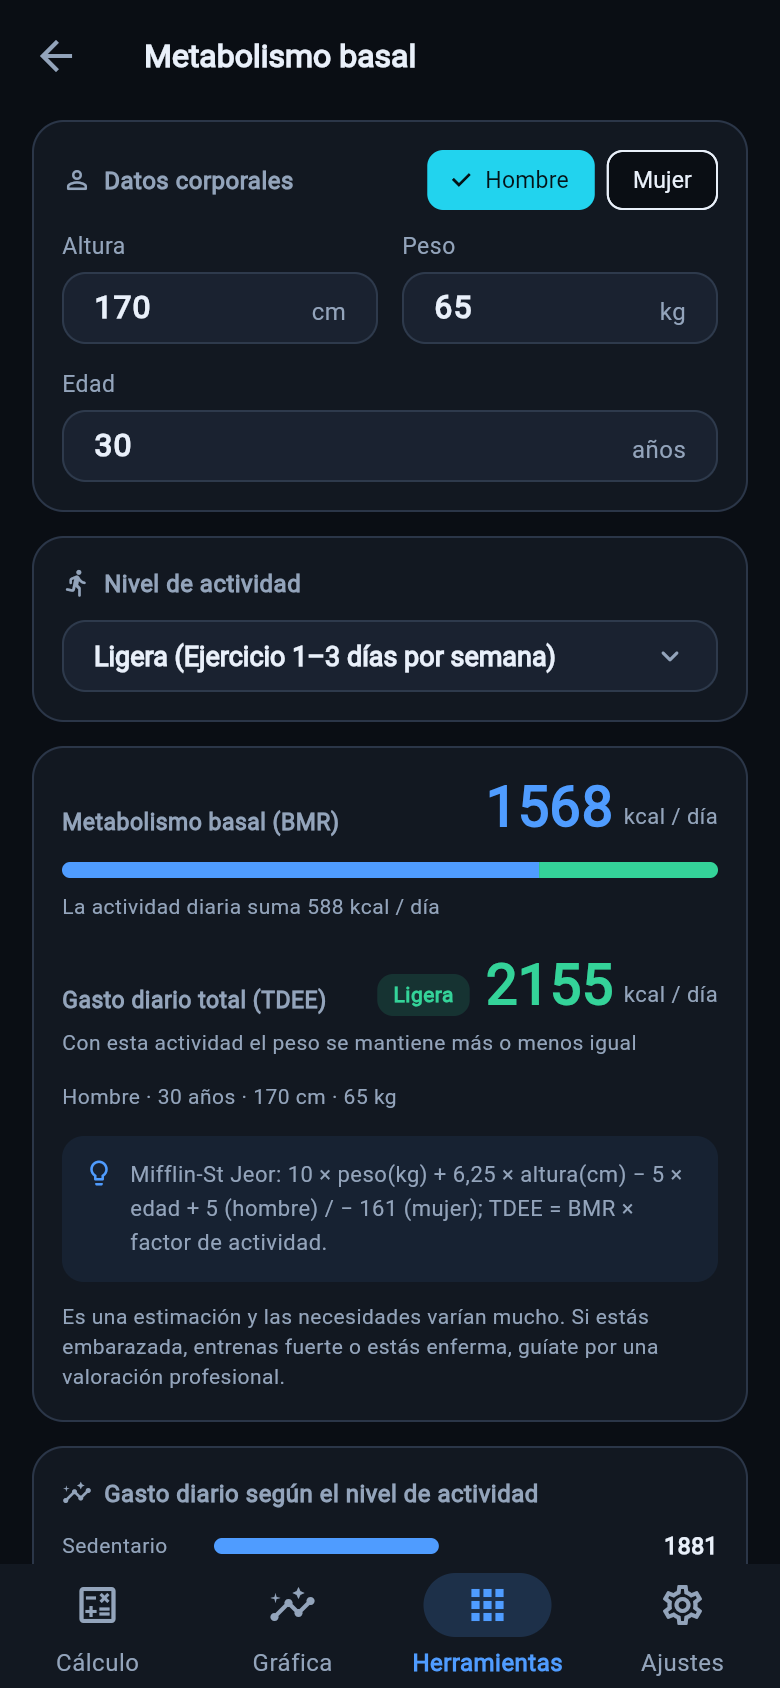 Metabolismo basal
Datos corporales
Hombre
Mujer
Altura
Peso
170 cm
65 kg
Edad
30 años
Nivel de actividad
Ligera (Ejercicio 1–3 días por semana)
Metabolismo basal (BMR)
1568 kcal / día
La actividad diaria suma 588 kcal / día
Gasto diario total (TDEE)
Ligera
2155 kcal / día
Con esta actividad el peso se mantiene más o menos igual
Hombre · 30 años · 170 cm · 65 kg
Mifflin-St Jeor: 10 × peso(kg) + 6,25 × altura(cm) − 5 ×
edad + 5 (hombre) / − 161 (mujer); TDEE = BMR ×
factor de actividad.
Es una estimación y las necesidades varían mucho. Si estás
embarazada, entrenas fuerte o estás enferma, guíate por una
valoración profesional.
Gasto diario según el nivel de actividad
Sedentario 1881
Cálculo
Gráfica
Herramientas
Ajustes